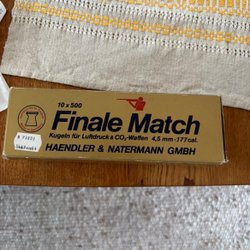 10 x 500
Finale Match
Kugeln für Luftdruck & CO₂-Waffen 4,5 mm·177 cal.
HAENDLER & NATERMANN GMBH